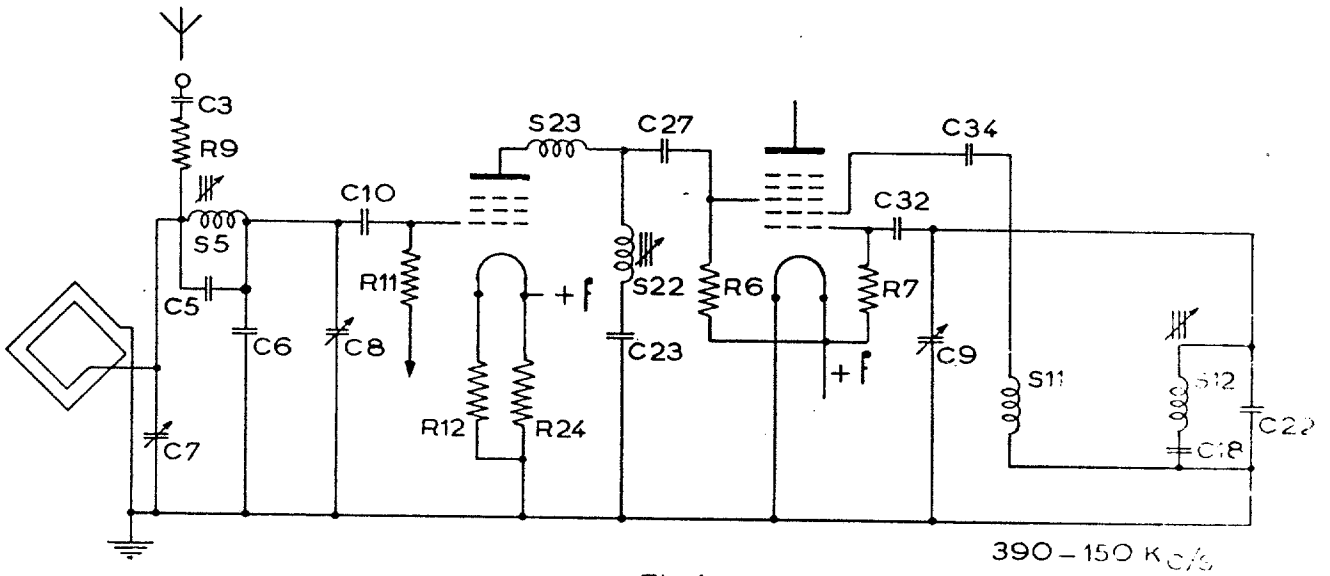 C3
R9
S5
C5
C6
C7
C10
R11
C8
S23
+F
R12
R24
C27
S22
C23
R6
+F
C34
C32
R7
C9
S11
S12
C18
C22
390-150 Kc/s